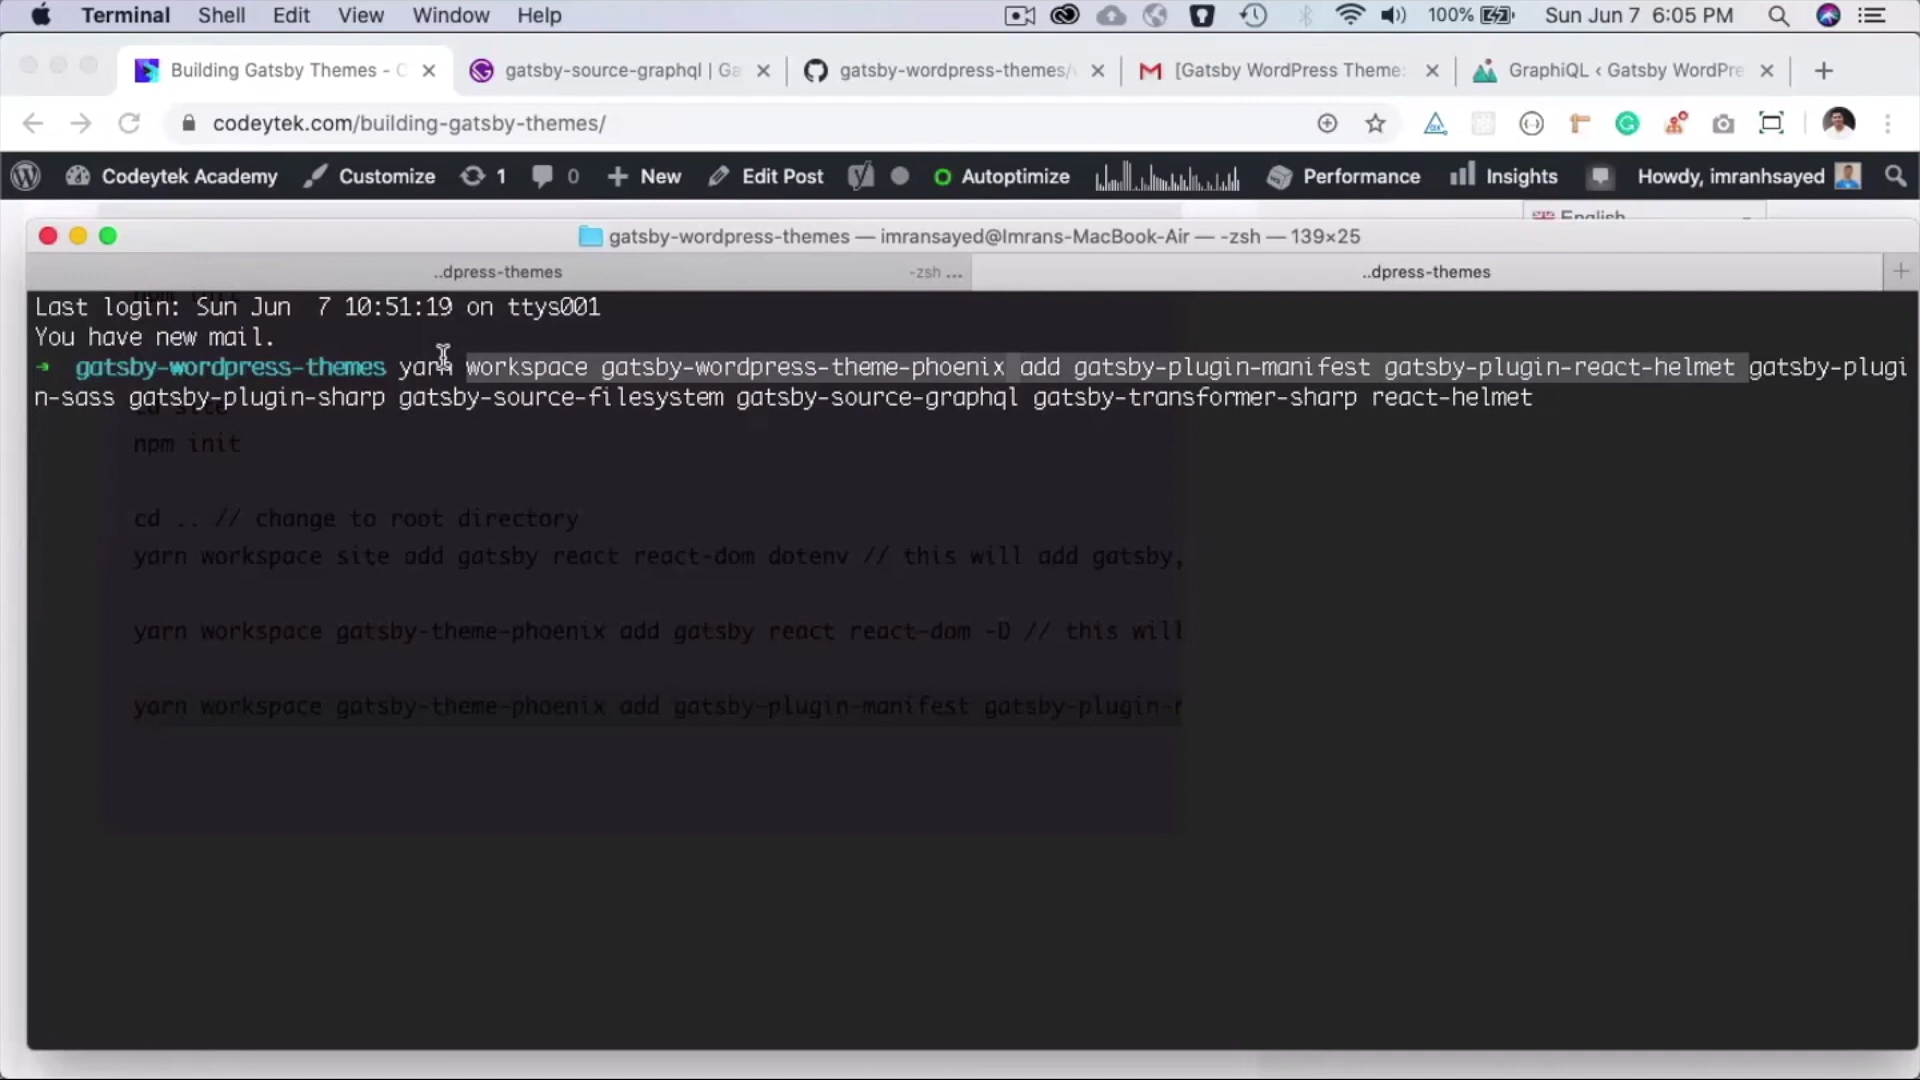 Terminal Shell Edit View Window Help 100% Sun Jun 7 6:05 PM
Building Gatsby Themes - C gatsby-source-graphql | Ga gatsby-wordpress-themes/ [Gatsby WordPress Theme: GraphiQL ‹ Gatsby WordPre
codeytek.com/building-gatsby-themes/
Codeytek Academy Customize 1 0 New Edit Post Autoptimize Performance Insights Howdy, imranhsayed
English
gatsby-wordpress-themes — imransayed@Imrans-MacBook-Air — -zsh — 139×25
..dpress-themes -zsh ... ..dpress-themes
Last login: Sun Jun 7 10:51:19 on ttys001
You have new mail.
→ gatsby-wordpress-themes yarn workspace gatsby-wordpress-theme-phoenix add gatsby-plugin-manifest gatsby-plugin-react-helmet gatsby-plugi
n-sass gatsby-plugin-sharp gatsby-source-filesystem gatsby-source-graphql gatsby-transformer-sharp react-helmet
npm init
cd .. // change to root directory
yarn workspace site add gatsby react react-dom dotenv // this will add gatsby,
yarn workspace gatsby-theme-phoenix add gatsby react react-dom -D // this will
yarn workspace gatsby-theme-phoenix add gatsby-plugin-manifest gatsby-plugin-r